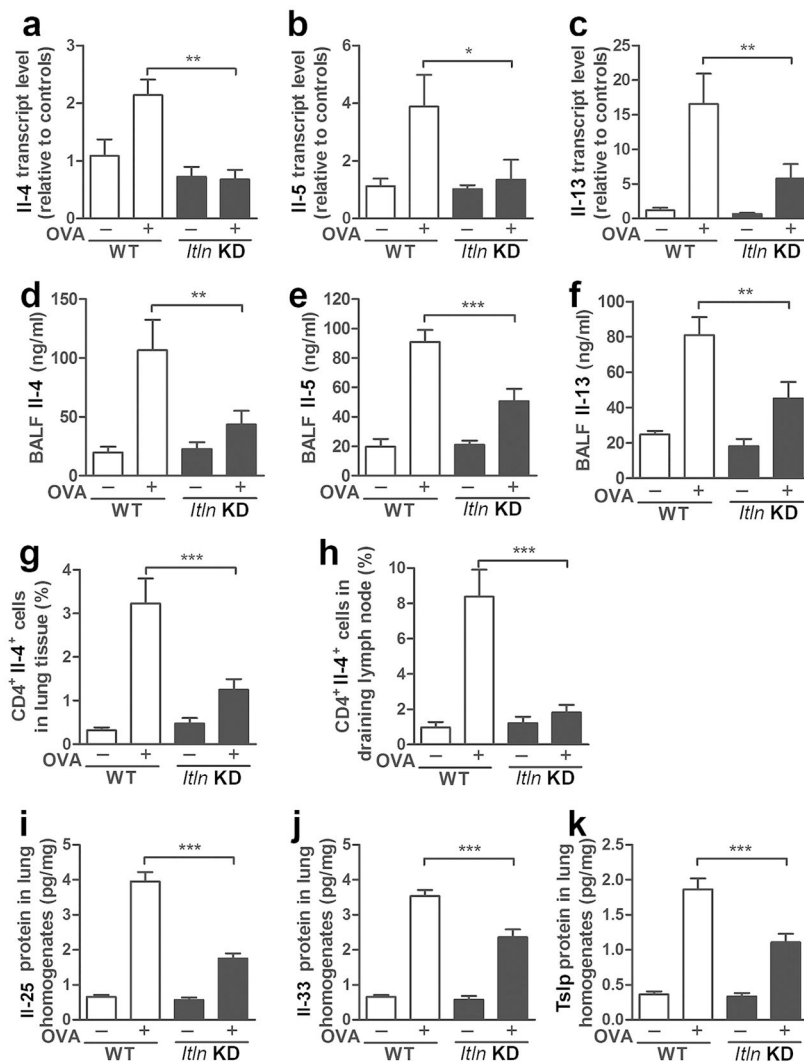 a
Il-4 transcript level
(relative to controls)
3
2
1
0
**
OVA − + − +
WT Itln KD
b
Il-5 transcript level
(relative to controls)
6
4
2
0
*
OVA − + − +
WT Itln KD
c
Il-13 transcript level
(relative to controls)
25
20
15
10
5
0
**
OVA − + − +
WT Itln KD
d
BALF Il-4 (ng/ml)
150
100
50
0
**
OVA − + − +
WT Itln KD
e
BALF Il-5 (ng/ml)
120
100
80
60
40
20
0
***
OVA − + − +
WT Itln KD
f
BALF Il-13 (ng/ml)
100
80
60
40
20
0
**
OVA − + − +
WT Itln KD
g
CD4+ Il-4+ cells
in lung tissue (%)
4
3
2
1
0
***
OVA − + − +
WT Itln KD
h
CD4+ Il-4+ cells in
draining lymph node (%)
10
8
6
4
2
0
***
OVA − + − +
WT Itln KD
i
Il-25 protein in lung
homogenates (pg/mg)
5
4
3
2
1
0
***
OVA − + − +
WT Itln KD
j
Il-33 protein in lung
homogenates (pg/mg)
5
4
3
2
1
0
***
OVA − + − +
WT Itln KD
k
Tslp protein in lung
homogenates (pg/mg)
2.5
2.0
1.5
1.0
0.5
0.0
***
OVA − + − +
WT Itln KD